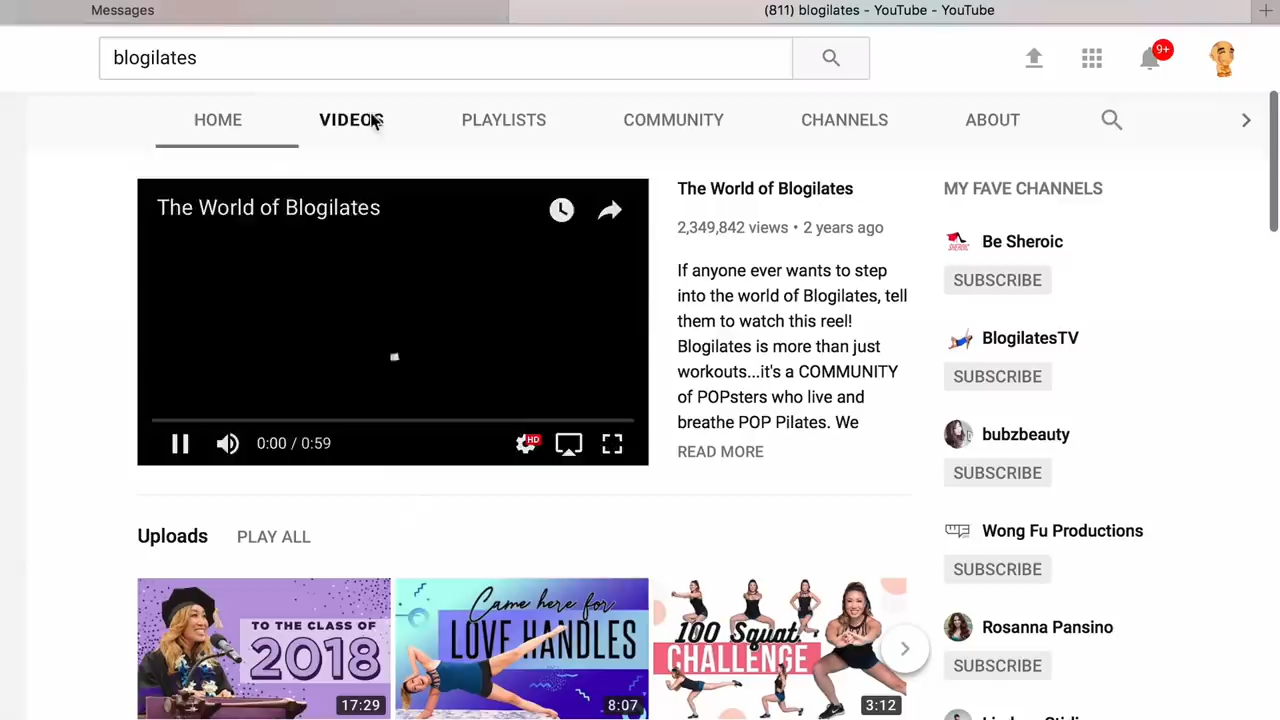 Messages
(811) blogilates - YouTube - YouTube
blogilates
9+
HOME
VIDEOS
PLAYLISTS
COMMUNITY
CHANNELS
ABOUT
The World of Blogilates
0:00 / 0:59
HD
The World of Blogilates
2,349,842 views • 2 years ago
If anyone ever wants to step
into the world of Blogilates, tell
them to watch this reel!
Blogilates is more than just
workouts...it's a COMMUNITY
of POPsters who live and
breathe POP Pilates. We
READ MORE
MY FAVE CHANNELS
Be Sheroic
SUBSCRIBE
BlogilatesTV
SUBSCRIBE
bubzbeauty
SUBSCRIBE
Wong Fu Productions
SUBSCRIBE
Rosanna Pansino
SUBSCRIBE
Uploads PLAY ALL
TO THE CLASS OF
2018
17:29
Came here for
LOVE HANDLES
8:07
100 Squat
CHALLENGE
3:12